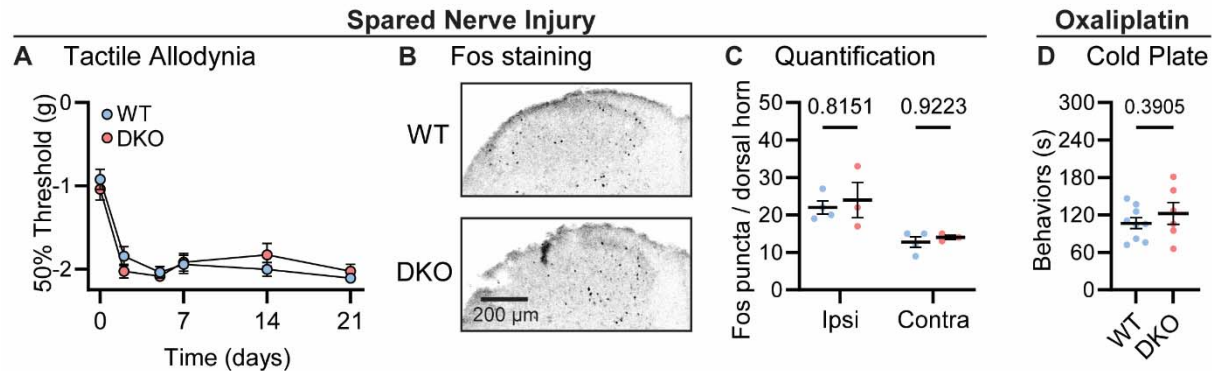 Spared Nerve Injury
Oxaliplatin
A Tactile Allodynia
B Fos staining
C Quantification
D Cold Plate
50% Threshold (g)
0
-1
-2
WT
DKO
0 7 14 21
Time (days)
WT
DKO
200 µm
Fos puncta / dorsal horn
50
40
30
20
10
0
0.8151 0.9223
Ipsi Contra
Behaviors (s)
300
240
180
120
60
0
0.3905
WT
DKO